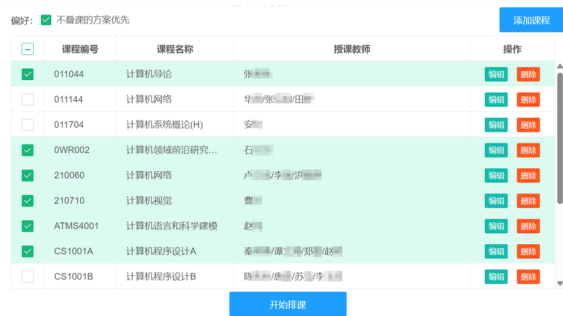 偏好： 不叠课的方案优先 添加课程
课程编号 课程名称 授课教师 操作
011044 计算机导论 张 编辑 删除
011144 计算机网络 华 /张 /田 编辑 删除
011704 计算机系统概论(H) 安 编辑 删除
0WR002 计算机领域前沿研究... 石 编辑 删除
210060 计算机网络 卢 /李 /洪 编辑 删除
210710 计算机视觉 曹 编辑 删除
ATMS4001 计算机语言和科学建模 赵 编辑 删除
CS1001A 计算机程序设计A 秦 /谭 /郑 /赵 编辑 删除
CS1001B 计算机程序设计B 陈 /唐 /苏 /李 编辑 删除
开始排课